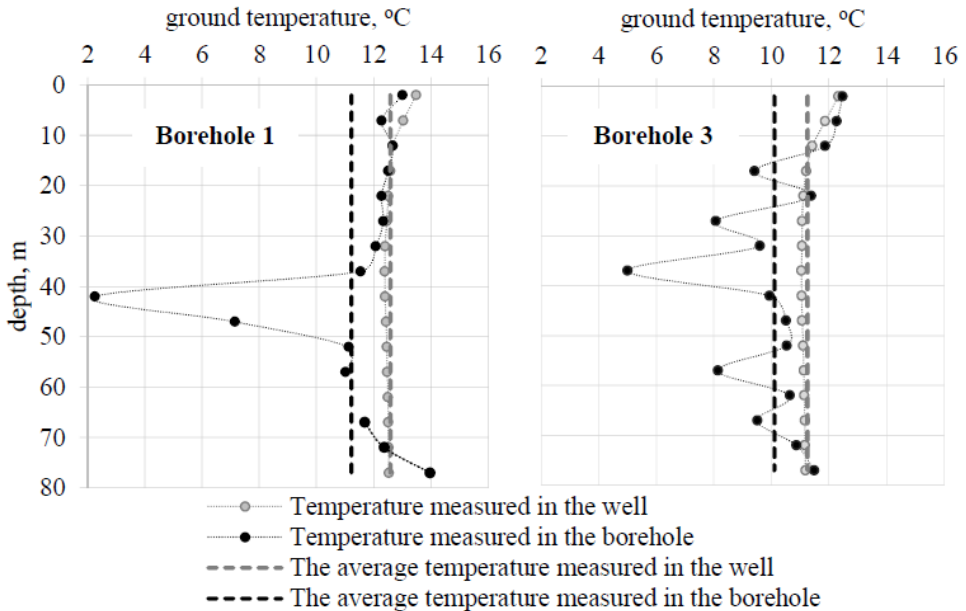 ground temperature, ºC ground temperature, ºC
2 4 6 8 10 12 14 16 2 4 6 8 10 12 14 16
0
10
20
30
40
50
60
70
80
depth, m
Borehole 1 Borehole 3
Temperature measured in the well
Temperature measured in the borehole
The average temperature measured in the well
The average temperature measured in the borehole